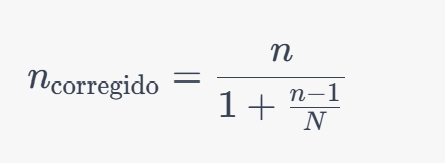 n_corregido = n / (1 + (n−1)/N)